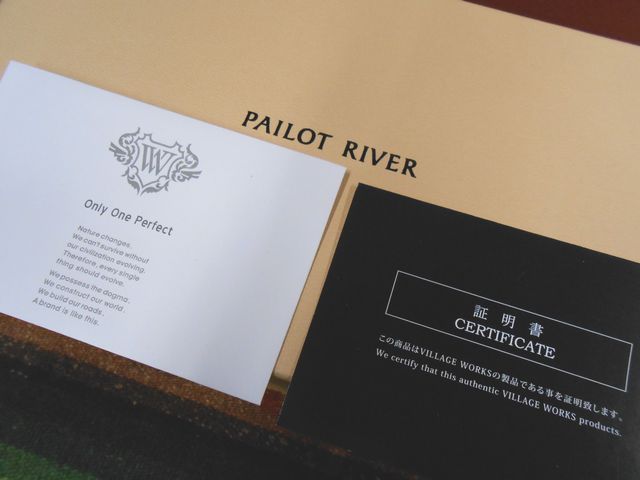 PAILOT RIVER
W
Only One Perfect
Nature changes.
We can't survive without
our civilization evolving.
Therefore, every single
thing should evolve.
We possess the dogma.
We construct our world.
We build our roads.
A brand is like this.
証明書
CERTIFICATE
この商品はVILLAGE WORKSの製品である事を証明致します。
We certify that this authentic VILLAGE WORKS products.